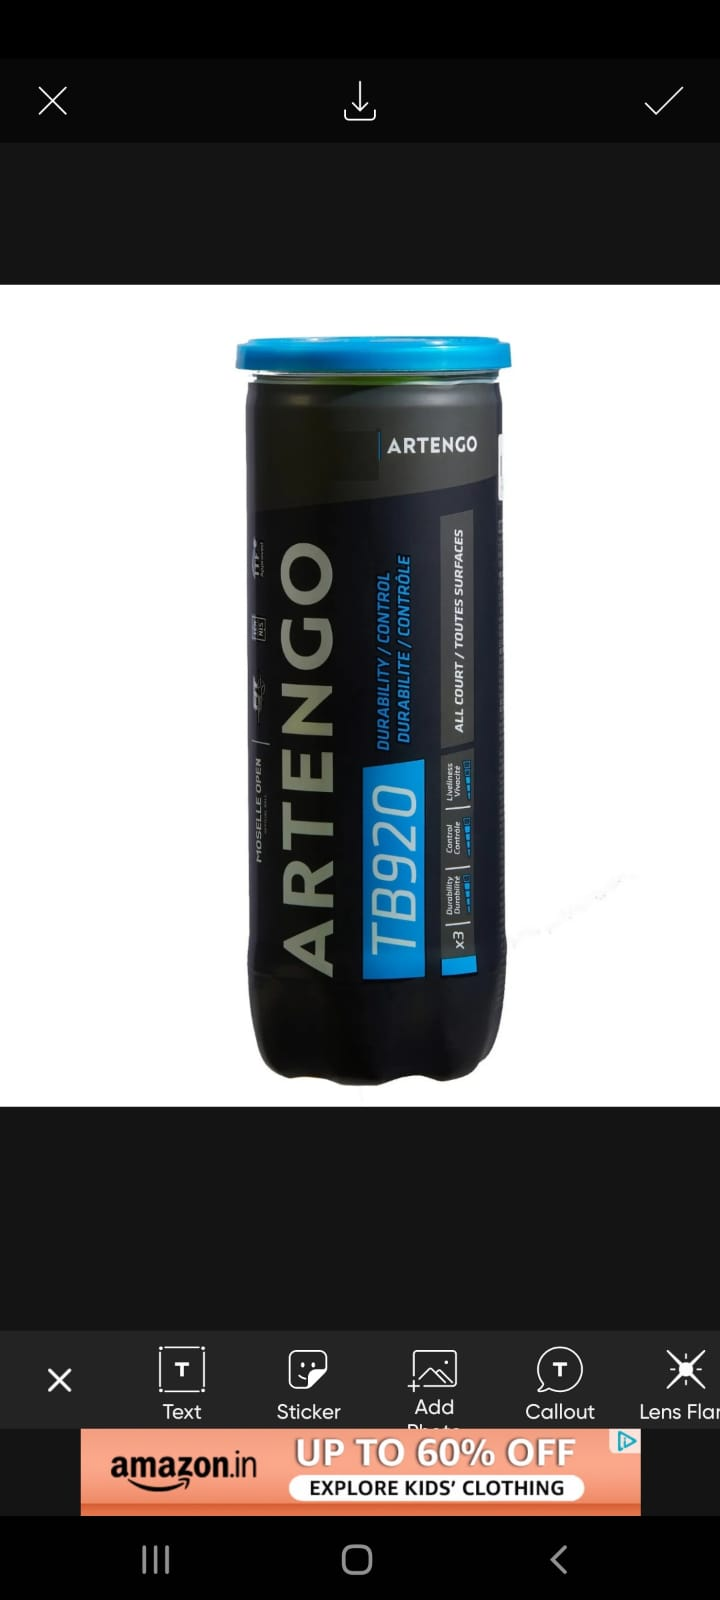 ARTENGO
ARTENGO
TB920
DURABILITY / CONTROL
DURABILITE / CONTRÔLE
ALL COURT / TOUTES SURFACES
MOSELLE OPEN
x3
Durability
Durabilité
Control
Contrôle
Liveliness
Vivacité
Text
Sticker
Add
Callout
Lens Flar
amazon.in
UP TO 60% OFF
EXPLORE KIDS' CLOTHING